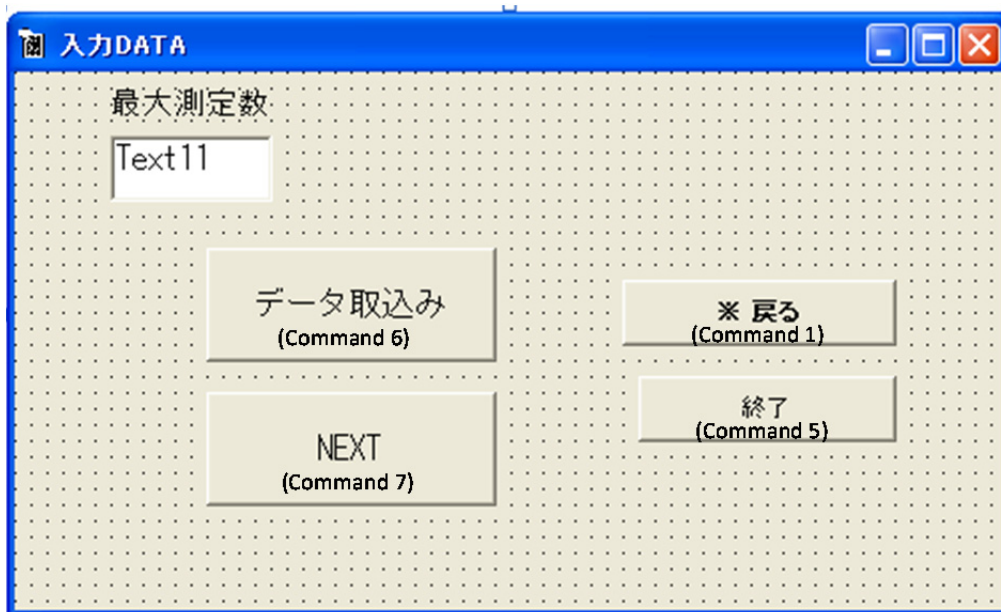 入力DATA
最大測定数
Text11
データ取込み
(Command 6)
※ 戻る
(Command 1)
終了
(Command 5)
NEXT
(Command 7)